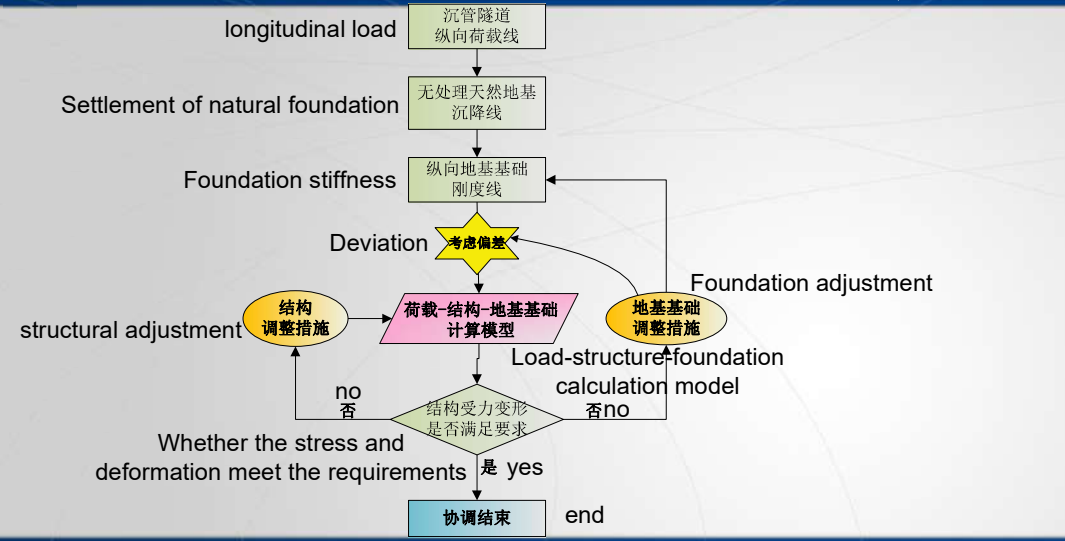 longitudinal load
沉管隧道
纵向荷载线
Settlement of natural foundation
无处理天然地基
沉降线
Foundation stiffness
纵向地基基础
刚度线
Deviation
考虑偏差
Foundation adjustment
structural adjustment
结构
调整措施
荷载-结构-地基基础
计算模型
地基基础
调整措施
Load-structure-foundation
calculation model
no
否
结构受力变形
是否满足要求
否no
Whether the stress and
deformation meet the requirements
是 yes
协调结束
end